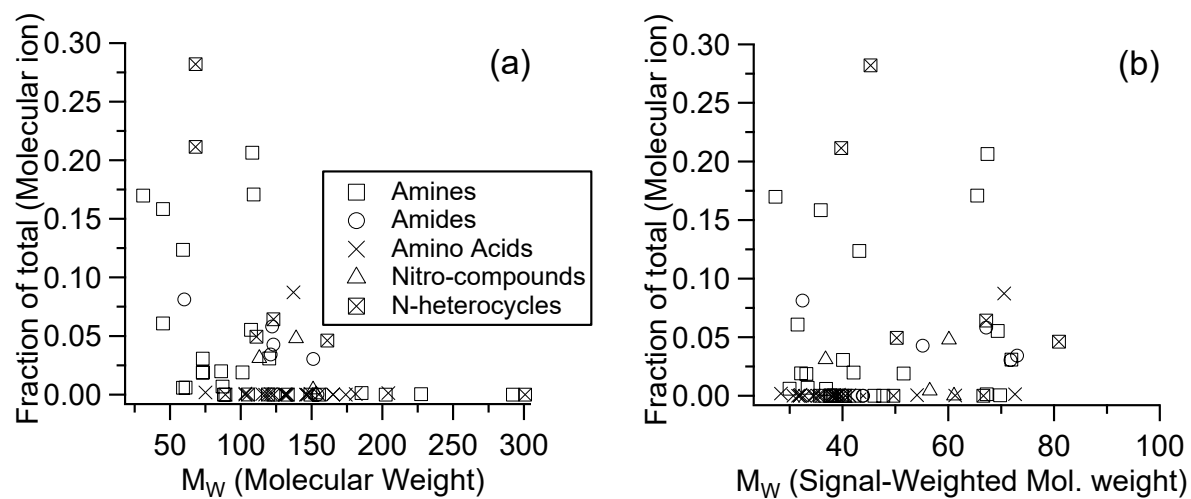 (a)
Fraction of total (Molecular ion)
0.30
0.25
0.20
0.15
0.10
0.05
0.00
50 100 150 200 250 300
M_W (Molecular Weight)
Amines
Amides
Amino Acids
Nitro-compounds
N-heterocycles
(b)
Fraction of total (Molecular ion)
0.30
0.25
0.20
0.15
0.10
0.05
0.00
40 60 80 100
M_W (Signal-Weighted Mol. weight)